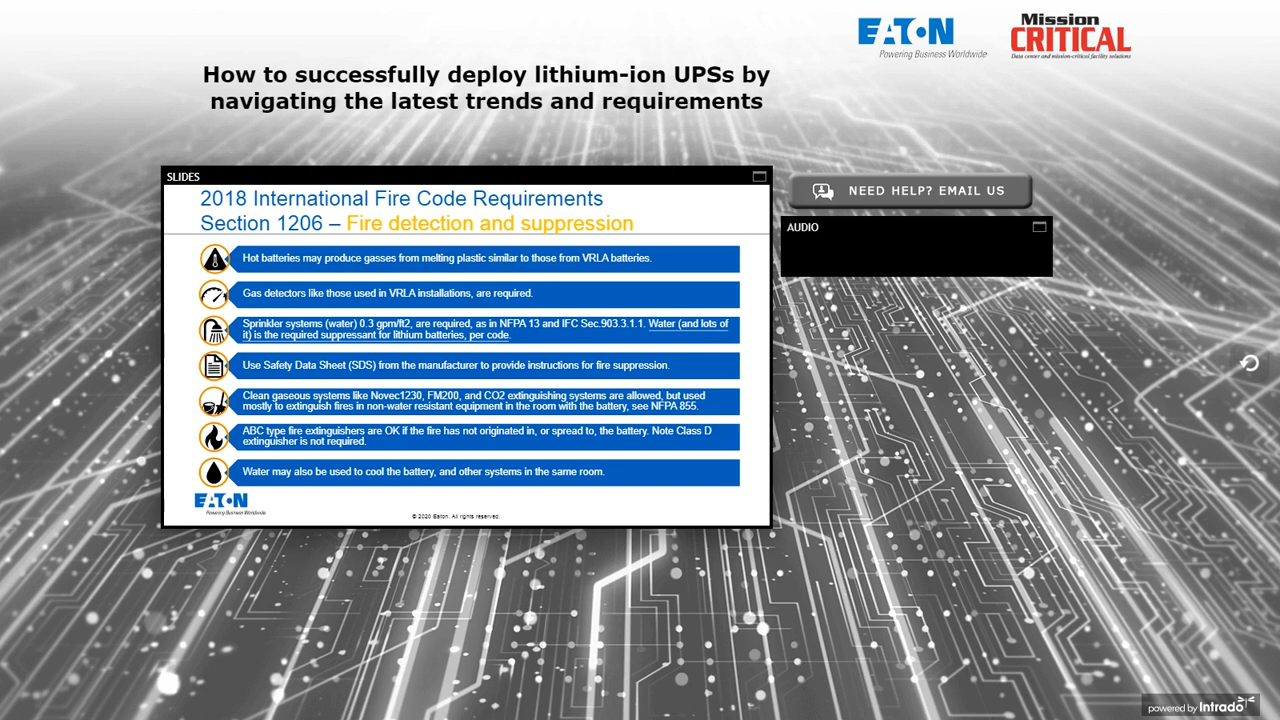 EATON
Powering Business Worldwide
Mission
CRITICAL
Data center and mission-critical facility solutions
How to successfully deploy lithium-ion UPSs by
navigating the latest trends and requirements
SLIDES
2018 International Fire Code Requirements
Section 1206 – Fire detection and suppression
Hot batteries may produce gasses from melting plastic similar to those from VRLA batteries.
Gas detectors like those used in VRLA installations, are required.
Sprinkler systems (water) 0.3 gpm/ft2, are required, as in NFPA 13 and IFC Sec.903.3.1.1. Water (and lots of
it) is the required suppressant for lithium batteries, per code.
Use Safety Data Sheet (SDS) from the manufacturer to provide instructions for fire suppression.
Clean gaseous systems like Novec1230, FM200, and CO2 extinguishing systems are allowed, but used
mostly to extinguish fires in non-water resistant equipment in the room with the battery, see NFPA 855.
ABC type fire extinguishers are OK if the fire has not originated in, or spread to, the battery. Note Class D
extinguisher is not required.
Water may also be used to cool the battery, and other systems in the same room.
EATON
Powering Business Worldwide
© 2020 Eaton. All rights reserved.
NEED HELP? EMAIL US
AUDIO
powered by Intrado